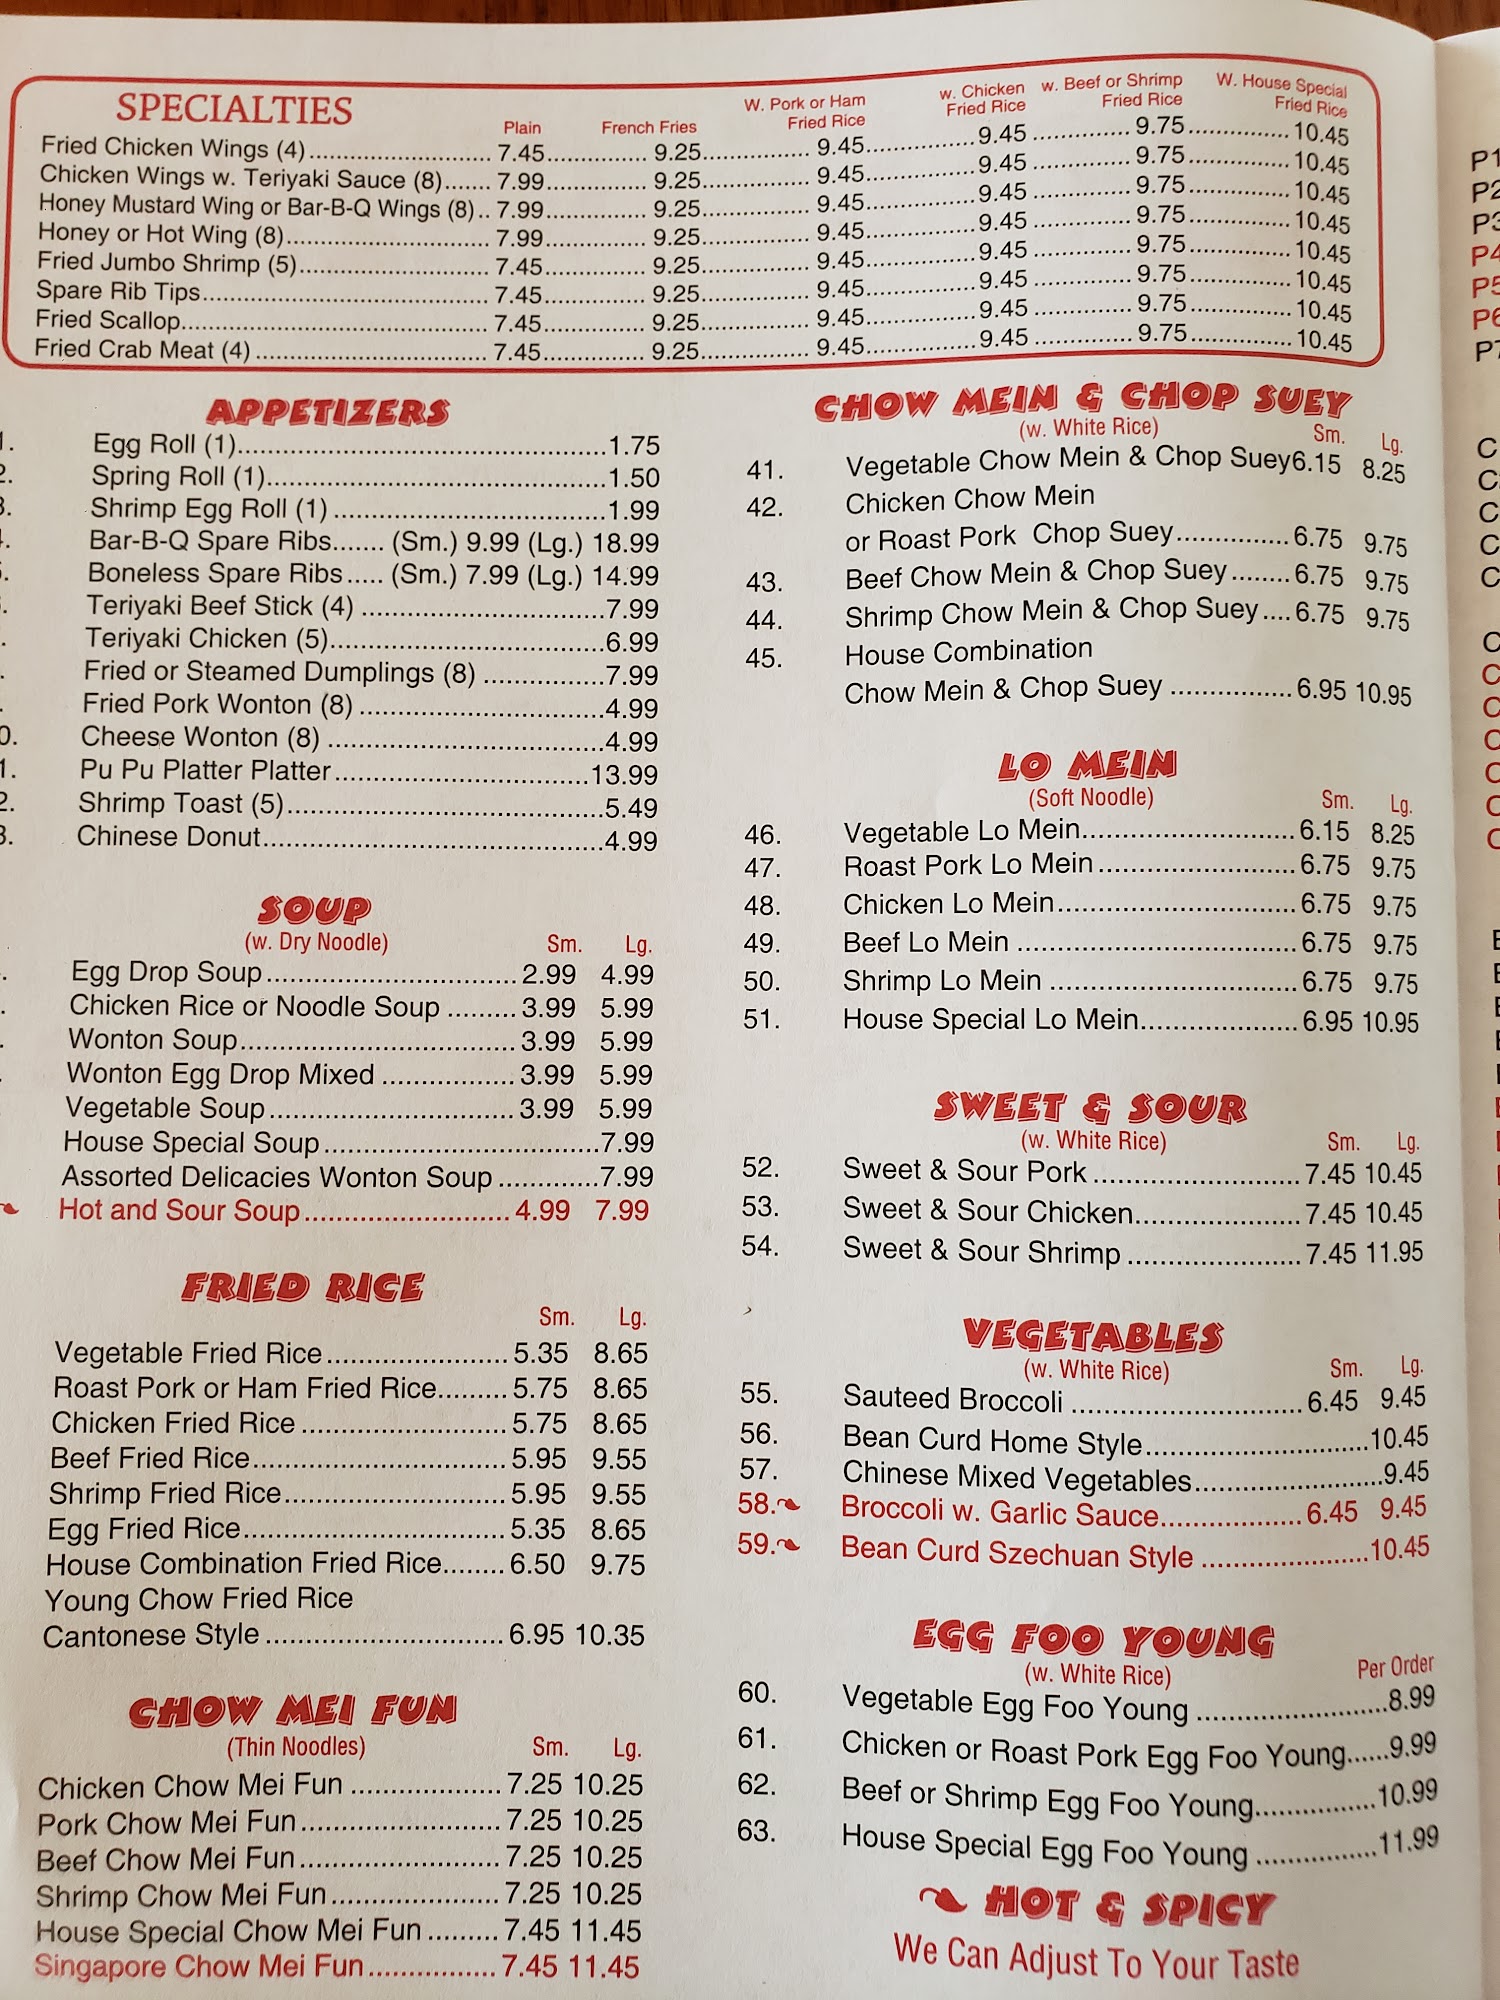 SPECIALTIES
Plain French Fries W. Pork or Ham Fried Rice w. Chicken Fried Rice w. Beef or Shrimp Fried Rice W. House Special Fried Rice
Fried Chicken Wings (4) 7.45 9.25 9.45 9.45 9.75 10.45
Chicken Wings w. Teriyaki Sauce (8) 7.99 9.25 9.45 9.45 9.75 10.45
Honey Mustard Wing or Bar-B-Q Wings (8) 7.99 9.25 9.45 9.45 9.75 10.45
Honey or Hot Wing (8) 7.99 9.25 9.45 9.45 9.75 10.45
Fried Jumbo Shrimp (5) 7.45 9.25 9.45 9.45 9.75 10.45
Spare Rib Tips 7.45 9.25 9.45 9.45 9.75 10.45
Fried Scallop 7.45 9.25 9.45 9.45 9.75 10.45
Fried Crab Meat (4) 7.45 9.25 9.45 9.45 9.75 10.45
APPETIZERS
Egg Roll (1) 1.75
Spring Roll (1) 1.50
Shrimp Egg Roll (1) 1.99
Bar-B-Q Spare Ribs (Sm.) 9.99 (Lg.) 18.99
Boneless Spare Ribs (Sm.) 7.99 (Lg.) 14.99
Teriyaki Beef Stick (4) 7.99
Teriyaki Chicken (5) 6.99
Fried or Steamed Dumplings (8) 7.99
Fried Pork Wonton (8) 4.99
Cheese Wonton (8) 4.99
Pu Pu Platter Platter 13.99
Shrimp Toast (5) 5.49
Chinese Donut 4.99
SOUP
(w. Dry Noodle) Sm. Lg.
Egg Drop Soup 2.99 4.99
Chicken Rice or Noodle Soup 3.99 5.99
Wonton Soup 3.99 5.99
Wonton Egg Drop Mixed 3.99 5.99
Vegetable Soup 3.99 5.99
House Special Soup 7.99
Assorted Delicacies Wonton Soup 7.99
Hot and Sour Soup 4.99 7.99
FRIED RICE
Sm. Lg.
Vegetable Fried Rice 5.35 8.65
Roast Pork or Ham Fried Rice 5.75 8.65
Chicken Fried Rice 5.75 8.65
Beef Fried Rice 5.95 9.55
Shrimp Fried Rice 5.95 9.55
Egg Fried Rice 5.35 8.65
House Combination Fried Rice 6.50 9.75
Young Chow Fried Rice
Cantonese Style 6.95 10.35
CHOW MEI FUN
(Thin Noodles) Sm. Lg.
Chicken Chow Mei Fun 7.25 10.25
Pork Chow Mei Fun 7.25 10.25
Beef Chow Mei Fun 7.25 10.25
Shrimp Chow Mei Fun 7.25 10.25
House Special Chow Mei Fun 7.45 11.45
Singapore Chow Mei Fun 7.45 11.45
CHOW MEIN & CHOP SUEY
(w. White Rice) Sm. Lg.
41. Vegetable Chow Mein & Chop Suey 6.15 8.25
42. Chicken Chow Mein
or Roast Pork Chop Suey 6.75 9.75
43. Beef Chow Mein & Chop Suey 6.75 9.75
44. Shrimp Chow Mein & Chop Suey 6.75 9.75
45. House Combination
Chow Mein & Chop Suey 6.95 10.95
LO MEIN
(Soft Noodle) Sm. Lg.
46. Vegetable Lo Mein 6.15 8.25
47. Roast Pork Lo Mein 6.75 9.75
48. Chicken Lo Mein 6.75 9.75
49. Beef Lo Mein 6.75 9.75
50. Shrimp Lo Mein 6.75 9.75
51. House Special Lo Mein 6.95 10.95
SWEET & SOUR
(w. White Rice) Sm. Lg.
52. Sweet & Sour Pork 7.45 10.45
53. Sweet & Sour Chicken 7.45 10.45
54. Sweet & Sour Shrimp 7.45 11.95
VEGETABLES
(w. White Rice) Sm. Lg.
55. Sauteed Broccoli 6.45 9.45
56. Bean Curd Home Style 10.45
57. Chinese Mixed Vegetables 9.45
58. Broccoli w. Garlic Sauce 6.45 9.45
59. Bean Curd Szechuan Style 10.45
EGG FOO YOUNG
(w. White Rice) Per Order
60. Vegetable Egg Foo Young 8.99
61. Chicken or Roast Pork Egg Foo Young 9.99
62. Beef or Shrimp Egg Foo Young 10.99
63. House Special Egg Foo Young 11.99
HOT & SPICY
We Can Adjust To Your Taste